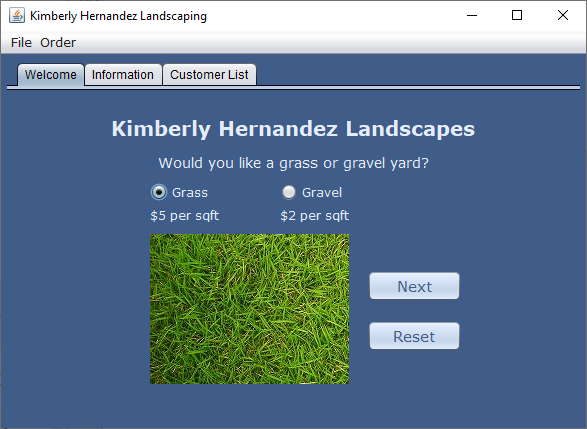 Kimberly Hernandez Landscaping
File Order
Welcome Information Customer List
Kimberly Hernandez Landscapes
Would you like a grass or gravel yard?
Grass Gravel
$5 per sqft $2 per sqft
Next
Reset